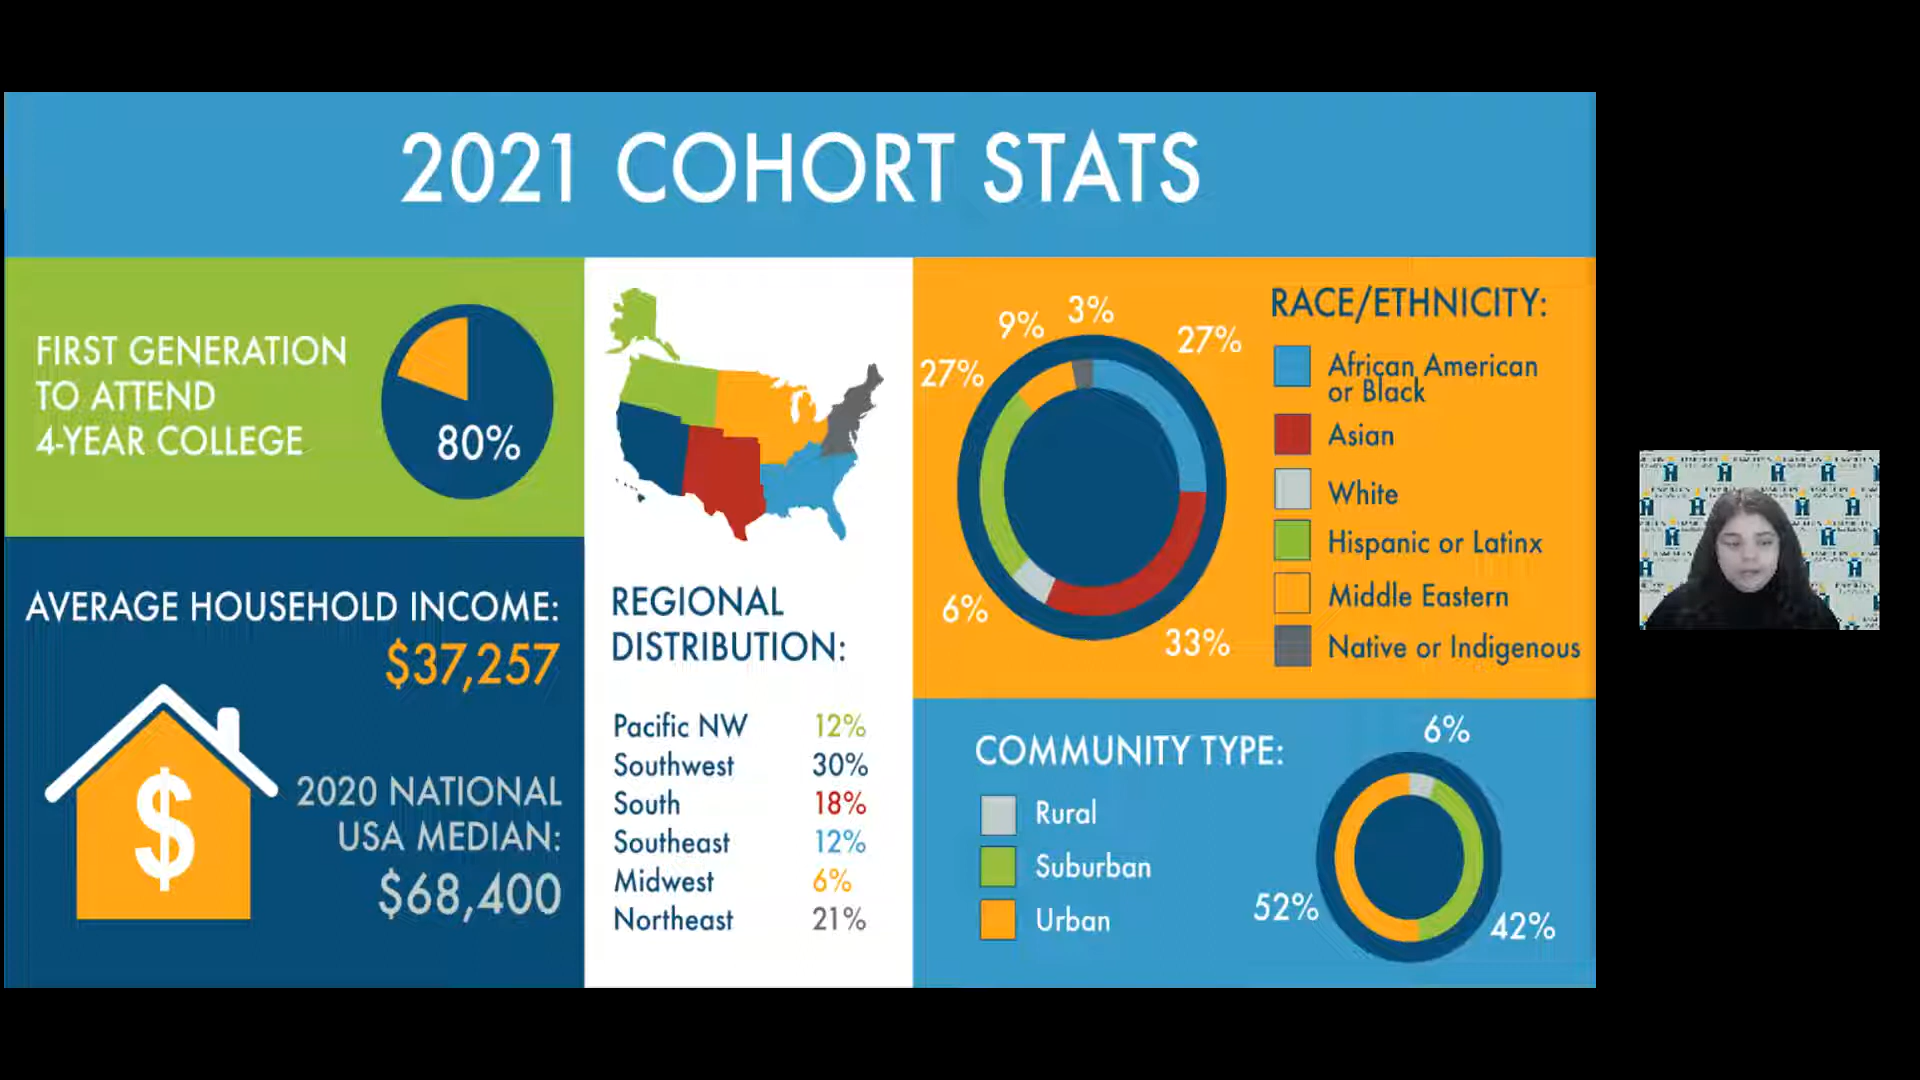 2021 COHORT STATS
FIRST GENERATION
TO ATTEND
4-YEAR COLLEGE
80%
AVERAGE HOUSEHOLD INCOME:
$37,257
$
2020 NATIONAL
USA MEDIAN:
$68,400
REGIONAL
DISTRIBUTION:
Pacific NW 12%
Southwest 30%
South 18%
Southeast 12%
Midwest 6%
Northeast 21%
RACE/ETHNICITY:
3%
9%
27%
27%
6%
33%
African American
or Black
Asian
White
Hispanic or Latinx
Middle Eastern
Native or Indigenous
COMMUNITY TYPE:
Rural
Suburban
Urban
6%
52%
42%